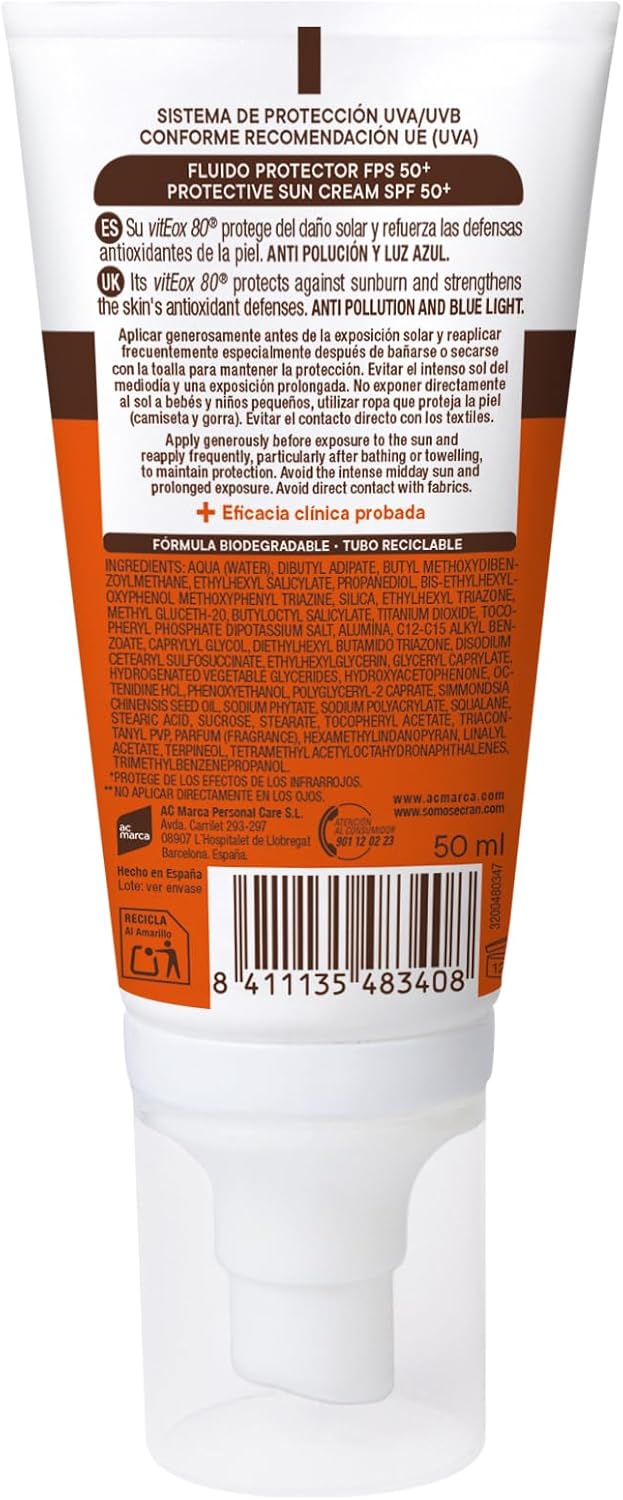 SISTEMA DE PROTECCIÓN UVA/UVB
CONFORME RECOMENDACIÓN UE (UVA)
FLUIDO PROTECTOR FPS 50+
PROTECTIVE SUN CREAM SPF 50+
ES Su vitEox 80® protege del daño solar y refuerza las defensas
antioxidantes de la piel. ANTI POLUCIÓN Y LUZ AZUL.
UK Its vitEox 80® protects against sunburn and strengthens
the skin's antioxidant defenses. ANTI POLLUTION AND BLUE LIGHT.
Aplicar generosamente antes de la exposición solar y reaplicar
frecuentemente especialmente después de bañarse o secarse
con la toalla para mantener la protección. Evitar el intenso sol del
mediodía y una exposición prolongada. No exponer directamente
al sol a bebés y niños pequeños, utilizar ropa que proteja la piel
(camiseta y gorra). Evitar el contacto directo con los textiles.
Apply generously before exposure to the sun and
reapply frequently, particularly after bathing or towelling,
to maintain protection. Avoid the intense midday sun and
prolonged exposure. Avoid direct contact with fabrics.
+ Eficacia clínica probada
FÓRMULA BIODEGRADABLE · TUBO RECICLABLE
INGREDIENTS: AQUA (WATER), DIBUTYL ADIPATE, BUTYL METHOXYDIBEN-
ZOYLMETHANE, ETHYLHEXYL SALICYLATE, PROPANEDIOL, BIS-ETHYLHEXYL-
OXYPHENOL METHOXYPHENYL TRIAZINE, SILICA, ETHYLHEXYL TRIAZONE,
METHYL GLUCETH-20, BUTYLOCTYL SALICYLATE, TITANIUM DIOXIDE, TOCO-
PHERYL PHOSPHATE DIPOTASSIUM SALT, ALUMINA, C12-C15 ALKYL BEN-
ZOATE, CAPRYLYL GLYCOL, DIETHYLHEXYL BUTAMIDO TRIAZONE, DISODIUM
CETEARYL SULFOSUCCINATE, ETHYLHEXYLGLYCERIN, GLYCERYL CAPRYLATE,
HYDROGENATED VEGETABLE GLYCERIDES, HYDROXYACETOPHENONE, OC-
TENIDINE HCL, PHENOXYETHANOL, POLYGLYCERYL-2 CAPRATE, SIMMONDSIA
CHINENSIS SEED OIL, SODIUM PHYTATE, SODIUM POLYACRYLATE, SQUALANE,
STEARIC ACID, SUCROSE, STEARATE, TOCOPHERYL ACETATE, TRIACON-
TANYL PVP, PARFUM (FRAGRANCE), HEXAMETHYLINDANOPYRAN, LINALYL
ACETATE, TERPINEOL, TETRAMETHYL ACETYLOCTAHYDRONAPHTHALENES,
TRIMETHYLBENZENEPROPANOL.
*PROTEGE DE LOS EFECTOS DE LOS INFRARROJOS.
**NO APLICAR DIRECTAMENTE EN LOS OJOS.
ac
marca
AC Marca Personal Care S.L.
Avda. Carrilet 293-297
08907 L'Hospitalet de Llobregat
Barcelona. España.
ATENCIÓN
AL CONSUMIDOR
901 12 02 23
www.acmarca.com
www.somosecran.com
50 ml
Hecho en España
Lote: ver envase
RECICLA
Al Amarillo
8 411135 483408
3200480347
12